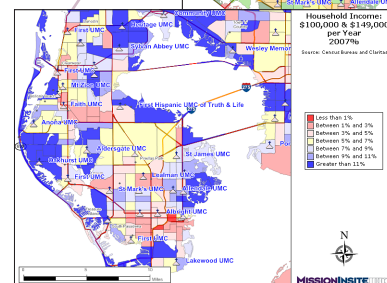 Community UMC
St Mark's UMC
Allendale UMC
First UMC
Heritage UMC
Sylvan Abbey UMC
Wesley Memor
First UMC
Mt Zion UMC
Faith UMC
First Hispanic UMC of Truth & Life
Anona UMC
Aldersgate UMC
St James UMC
Oakhurst UMC
Lealman UMC
First UMC
St Mark's UMC
Allendale UMC
Albright UMC
First UMC
Lakewood UMC
275
Household Income:
$100,000 & $149,000
per Year
2007%
Source: Census Bureau and Claritas
Less than 1%
Between 1% and 3%
Between 3% and 5%
Between 5% and 7%
Between 7% and 9%
Between 9% and 11%
Greater than 11%
N
Miles
MISSIONINSITE